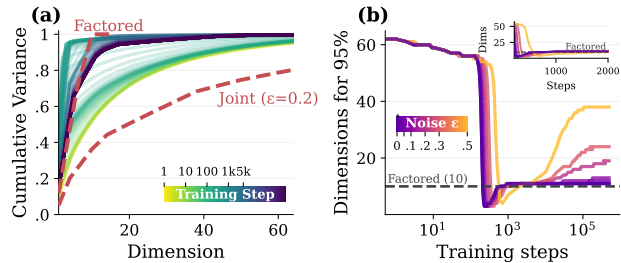 (a)
Factored
1
.8
.6
.4
.2
.0
Cumulative Variance
Joint (ε=0.2)
1 10 100 1k5k
Training Step
20 40 60
Dimension
(b)
Dimensions for 95%
60
40
20
Noise ε
0 .1 .2 .3 .5
Factored (10)
10¹ 10³ 10⁵
Training steps
Dims
50
25
Factored
1000 2000
Steps